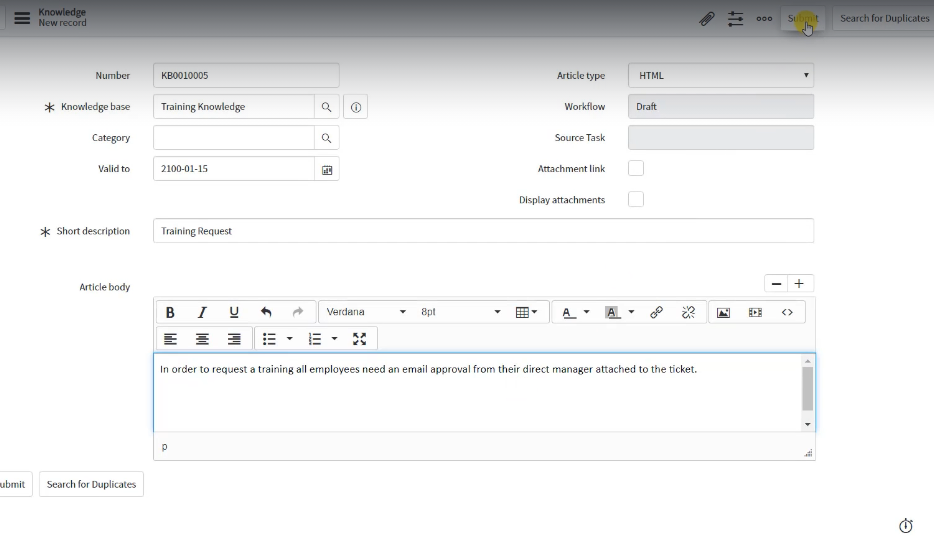 Knowledge
New record
Submit
Search for Duplicates
Number
KB0010005
Article type
HTML
Knowledge base
Training Knowledge
Workflow
Draft
Category
Source Task
Valid to
2100-01-15
Attachment link
Display attachments
Short description
Training Request
Article body
B I U Verdana 8pt A A
In order to request a training all employees need an email approval from their direct manager attached to the ticket.
p
ubmit
Search for Duplicates